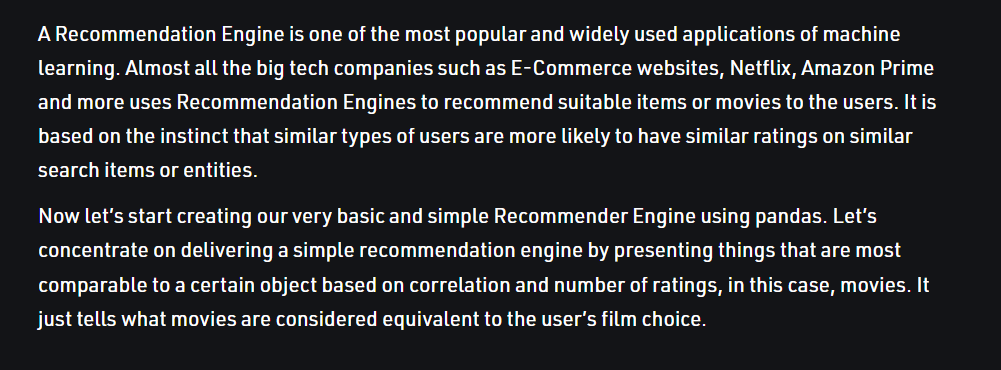 A Recommendation Engine is one of the most popular and widely used applications of machine
learning. Almost all the big tech companies such as E-Commerce websites, Netflix, Amazon Prime
and more uses Recommendation Engines to recommend suitable items or movies to the users. It is
based on the instinct that similar types of users are more likely to have similar ratings on similar
search items or entities.
Now let’s start creating our very basic and simple Recommender Engine using pandas. Let’s
concentrate on delivering a simple recommendation engine by presenting things that are most
comparable to a certain object based on correlation and number of ratings, in this case, movies. It
just tells what movies are considered equivalent to the user’s film choice.